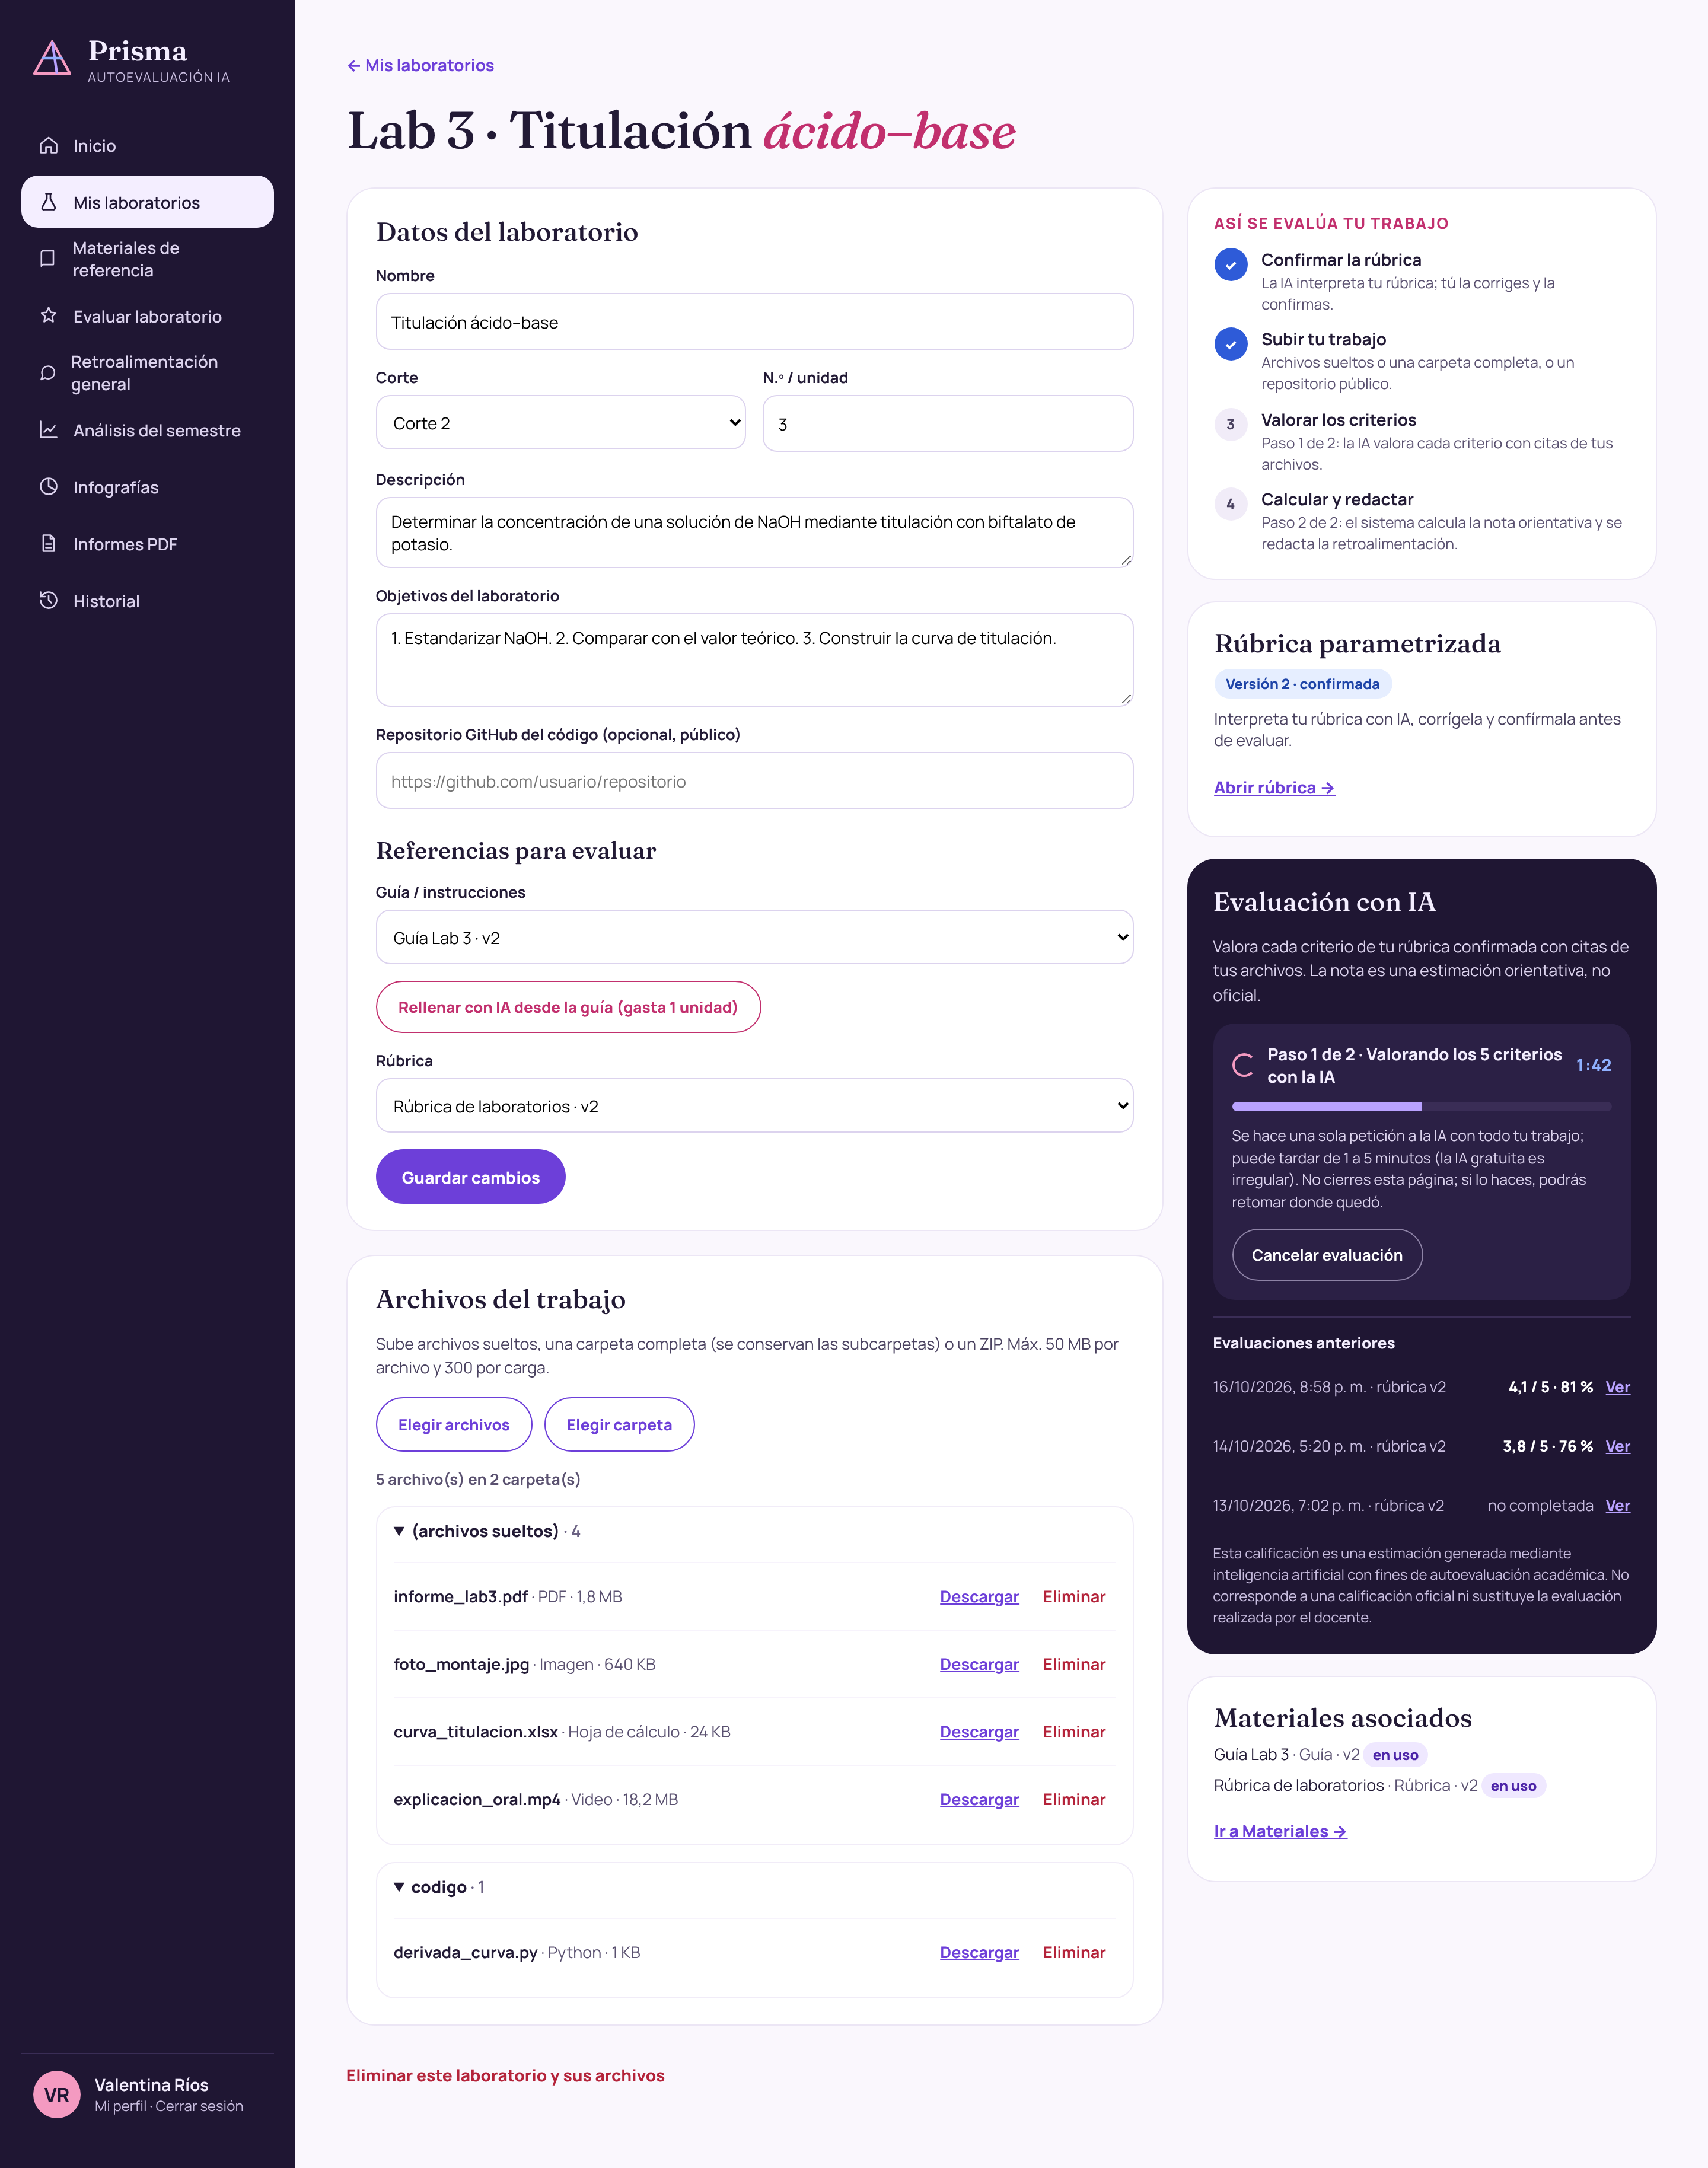 Prisma
AUTOEVALUACIÓN IA
Inicio
Mis laboratorios
Materiales de
referencia
Evaluar laboratorio
Retroalimentación
general
Análisis del semestre
Infografías
Informes PDF
Historial
VR
Valentina Ríos
Mi perfil · Cerrar sesión
← Mis laboratorios
Lab 3 · Titulación ácido–base
Datos del laboratorio
Nombre
Titulación ácido–base
Corte
N.º / unidad
Corte 2
3
Descripción
Determinar la concentración de una solución de NaOH mediante titulación con biftalato de
potasio.
Objetivos del laboratorio
1. Estandarizar NaOH. 2. Comparar con el valor teórico. 3. Construir la curva de titulación.
Repositorio GitHub del código (opcional, público)
https://github.com/usuario/repositorio
Referencias para evaluar
Guía / instrucciones
Guía Lab 3 · v2
Rellenar con IA desde la guía (gasta 1 unidad)
Rúbrica
Rúbrica de laboratorios · v2
Guardar cambios
Archivos del trabajo
Sube archivos sueltos, una carpeta completa (se conservan las subcarpetas) o un ZIP. Máx. 50 MB por
archivo y 300 por carga.
Elegir archivos
Elegir carpeta
5 archivo(s) en 2 carpeta(s)
▼ (archivos sueltos) · 4
informe_lab3.pdf · PDF · 1,8 MB Descargar Eliminar
foto_montaje.jpg · Imagen · 640 KB Descargar Eliminar
curva_titulacion.xlsx · Hoja de cálculo · 24 KB Descargar Eliminar
explicacion_oral.mp4 · Video · 18,2 MB Descargar Eliminar
▼ codigo · 1
derivada_curva.py · Python · 1 KB Descargar Eliminar
Eliminar este laboratorio y sus archivos
ASÍ SE EVALÚA TU TRABAJO
Confirmar la rúbrica
La IA interpreta tu rúbrica; tú la corriges y la
confirmas.
Subir tu trabajo
Archivos sueltos o una carpeta completa, o un
repositorio público.
3 Valorar los criterios
Paso 1 de 2: la IA valora cada criterio con citas de tus
archivos.
4 Calcular y redactar
Paso 2 de 2: el sistema calcula la nota orientativa y se
redacta la retroalimentación.
Rúbrica parametrizada
Versión 2 · confirmada
Interpreta tu rúbrica con IA, corrígela y confírmala antes
de evaluar.
Abrir rúbrica →
Evaluación con IA
Valora cada criterio de tu rúbrica confirmada con citas de
tus archivos. La nota es una estimación orientativa, no
oficial.
Paso 1 de 2 · Valorando los 5 criterios
con la IA
1:42
Se hace una sola petición a la IA con todo tu trabajo;
puede tardar de 1 a 5 minutos (la IA gratuita es
irregular). No cierres esta página; si lo haces, podrás
retomar donde quedó.
Cancelar evaluación
Evaluaciones anteriores
16/10/2026, 8:58 p. m. · rúbrica v2 4,1 / 5 · 81 % Ver
14/10/2026, 5:20 p. m. · rúbrica v2 3,8 / 5 · 76 % Ver
13/10/2026, 7:02 p. m. · rúbrica v2 no completada Ver
Esta calificación es una estimación generada mediante
inteligencia artificial con fines de autoevaluación académica. No
corresponde a una calificación oficial ni sustituye la evaluación
realizada por el docente.
Materiales asociados
Guía Lab 3 · Guía · v2 en uso
Rúbrica de laboratorios · Rúbrica · v2 en uso
Ir a Materiales →